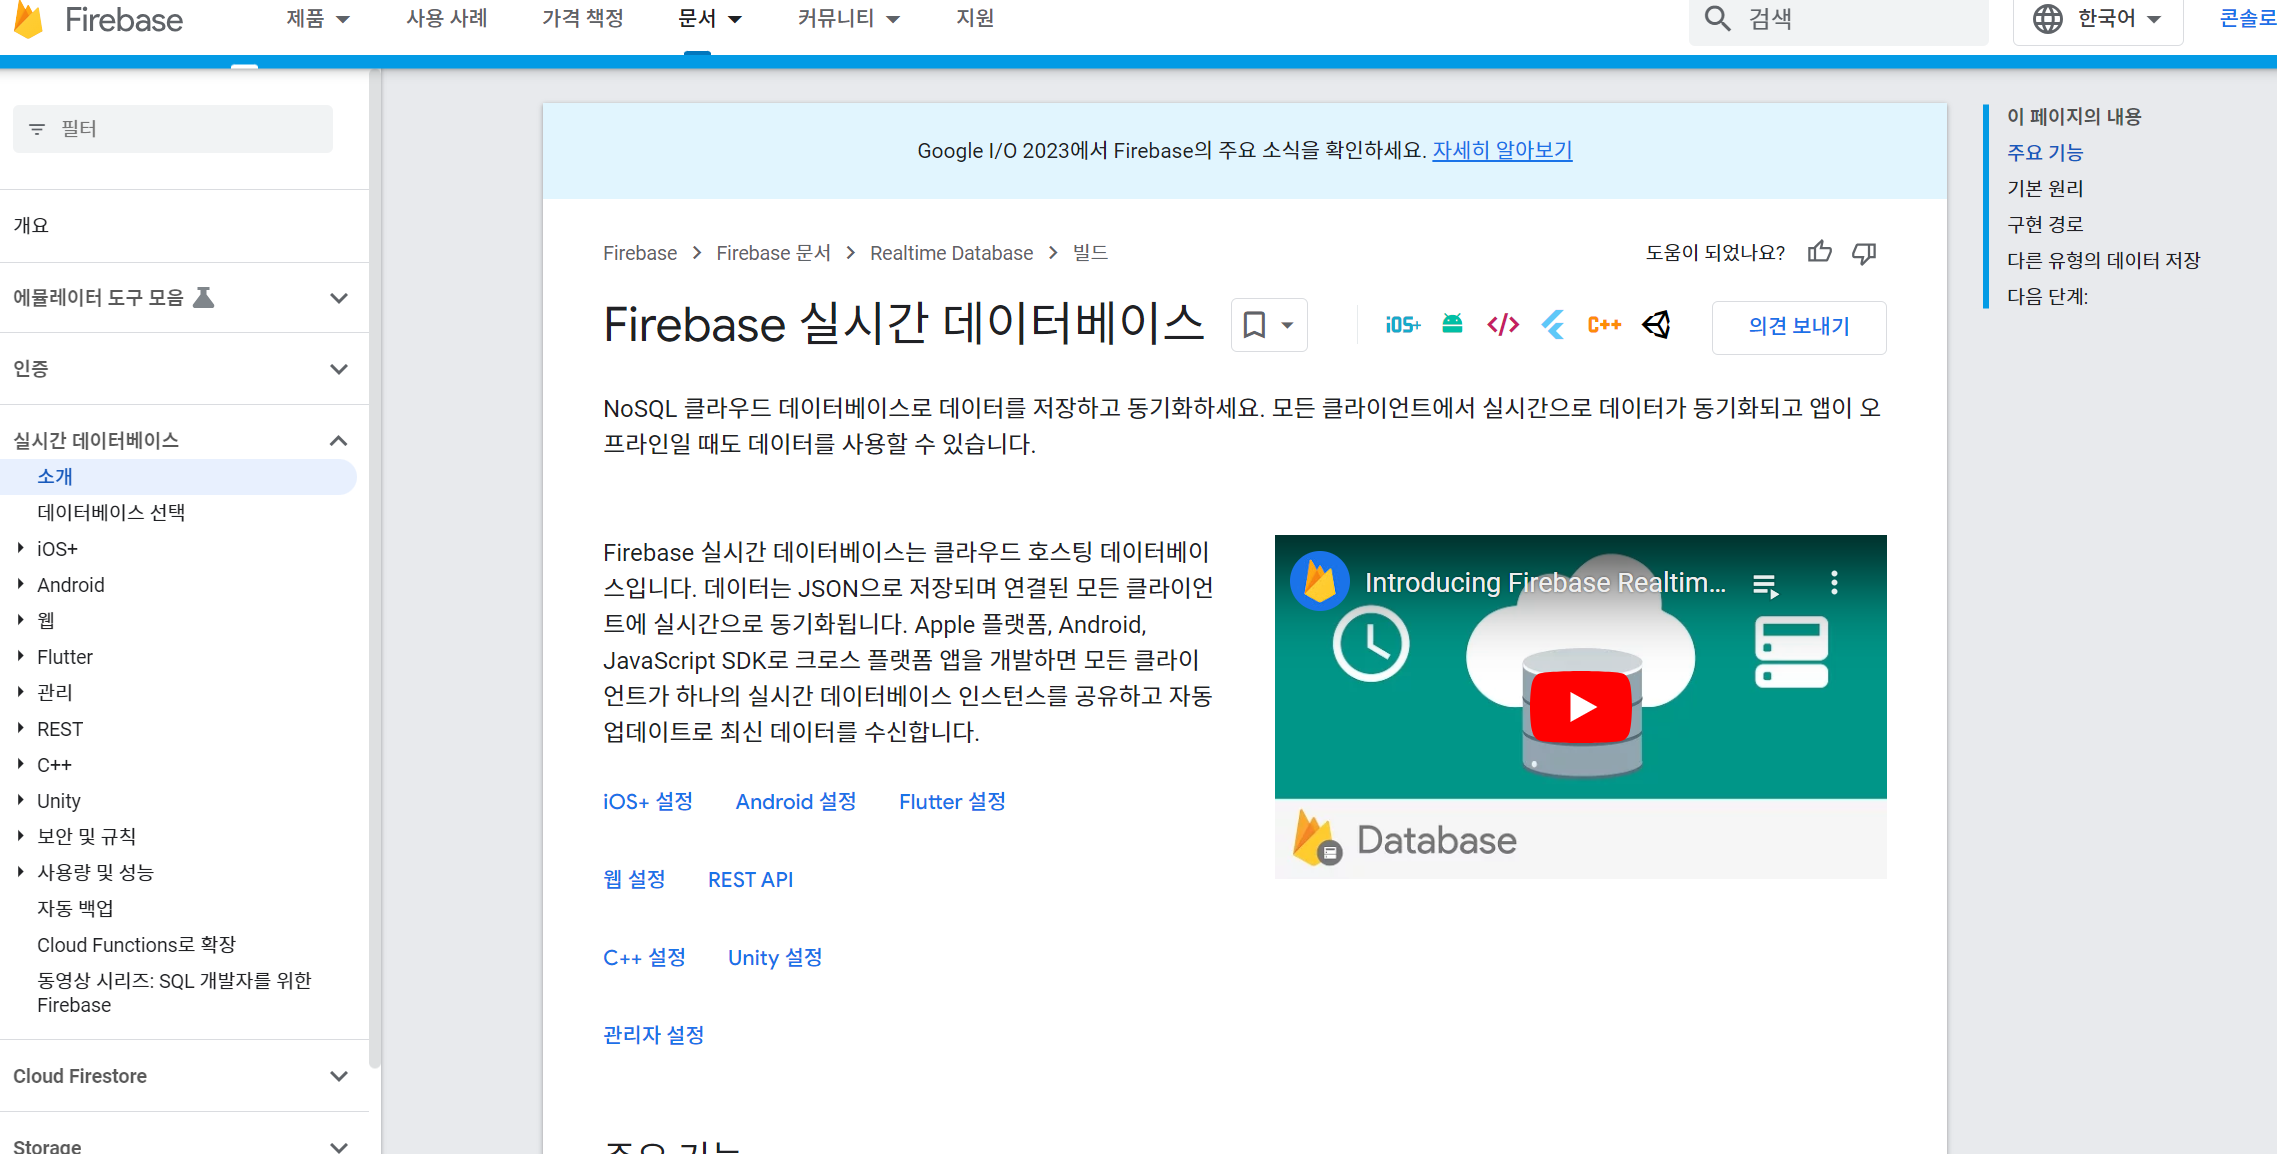 Firebase
제품
사용 사례
가격 책정
문서
커뮤니티
지원
검색
한국어
콘솔로
필터
개요
에뮬레이터 도구 모음
인증
실시간 데이터베이스
소개
데이터베이스 선택
iOS+
Android
웹
Flutter
관리
REST
C++
Unity
보안 및 규칙
사용량 및 성능
자동 백업
Cloud Functions로 확장
동영상 시리즈: SQL 개발자를 위한
Firebase
Cloud Firestore
Storage
Google I/O 2023에서 Firebase의 주요 소식을 확인하세요. 자세히 알아보기
Firebase > Firebase 문서 > Realtime Database > 빌드
도움이 되었나요?
Firebase 실시간 데이터베이스
iOS+
</>
C++
의견 보내기
NoSQL 클라우드 데이터베이스로 데이터를 저장하고 동기화하세요. 모든 클라이언트에서 실시간으로 데이터가 동기화되고 앱이 오
프라인일 때도 데이터를 사용할 수 있습니다.
Firebase 실시간 데이터베이스는 클라우드 호스팅 데이터베이
스입니다. 데이터는 JSON으로 저장되며 연결된 모든 클라이언
트에 실시간으로 동기화됩니다. Apple 플랫폼, Android,
JavaScript SDK로 크로스 플랫폼 앱을 개발하면 모든 클라이
언트가 하나의 실시간 데이터베이스 인스턴스를 공유하고 자동
업데이트로 최신 데이터를 수신합니다.
Introducing Firebase Realtim...
Database
iOS+ 설정
Android 설정
Flutter 설정
웹 설정
REST API
C++ 설정
Unity 설정
관리자 설정
주요 기능
이 페이지의 내용
주요 기능
기본 원리
구현 경로
다른 유형의 데이터 저장
다음 단계: